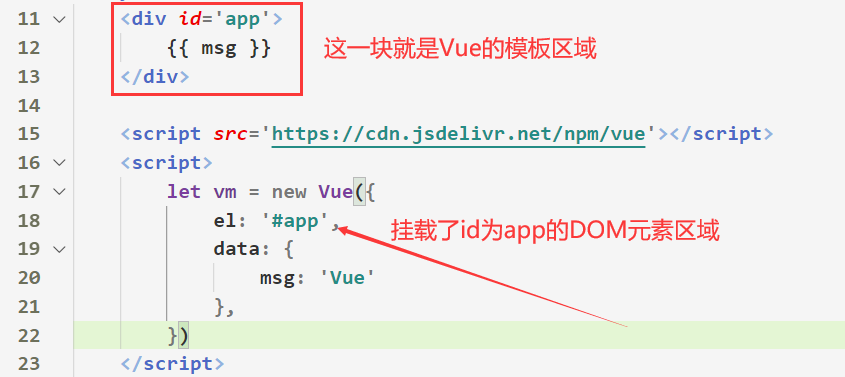 11 <div id='app'>
12 {{ msg }} 这一块就是Vue的模板区域
13 </div>
14
15 <script src='https://cdn.jsdelivr.net/npm/vue'></script>
16 <script>
17 let vm = new Vue({
18 el: '#app', 挂载了id为app的DOM元素区域
19 data: {
20 msg: 'Vue'
21 },
22 })
23 </script>